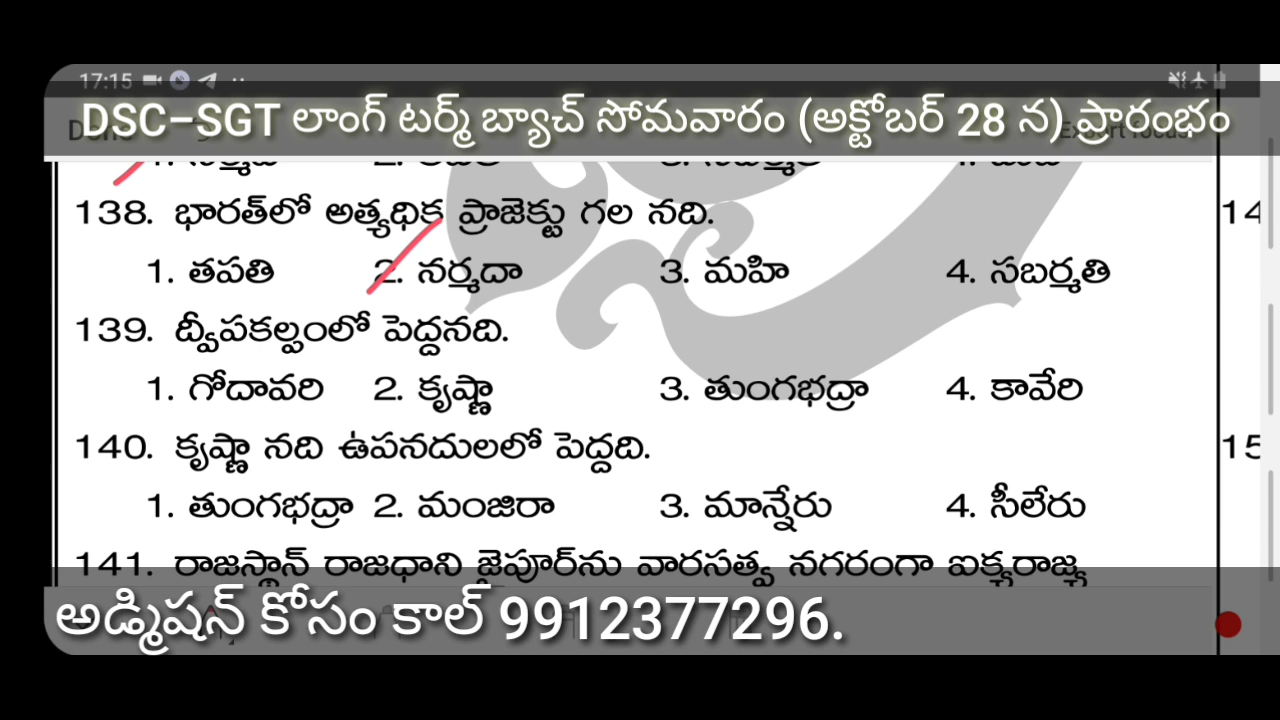 17:15
DSC-SGT లాంగ్ టర్మ్ బ్యాచ్ సోమవారం (అక్టోబర్ 28 న) ప్రారంభం
138. భారత్‌లో అత్యధిక ప్రాజెక్టు గల నది. 14
1. తపతి 2. నర్మదా 3. మహి 4. సబర్మతి
139. ద్వీపకల్పంలో పెద్దనది.
1. గోదావరి 2. కృష్ణా 3. తుంగభద్రా 4. కావేరి
140. కృష్ణా నది ఉపనదులలో పెద్దది. 15
1. తుంగభద్రా 2. మంజిరా 3. మాన్నేరు 4. సీలేరు
141. రాజస్థాన్ రాజధాని జైపూర్‌ను వారసత్వ నగరంగా ఐక్యరాజ్య
అడ్మిషన్ కోసం కాల్ 9912377296.